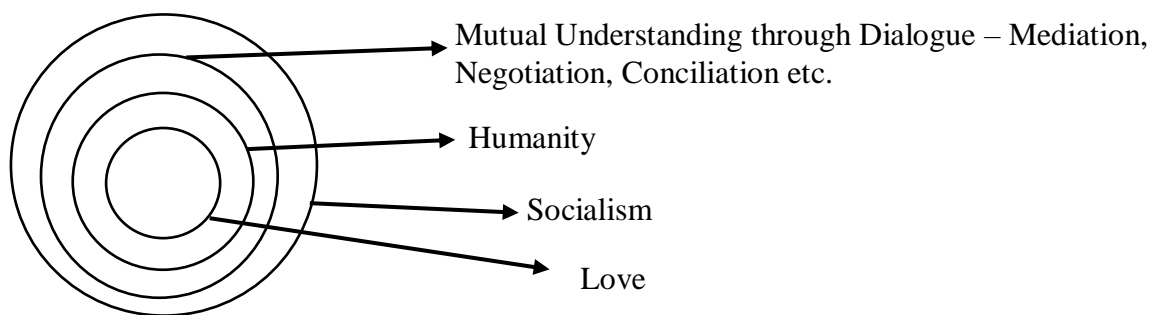 Mutual Understanding through Dialogue – Mediation,
Negotiation, Conciliation etc.
Humanity
Socialism
Love